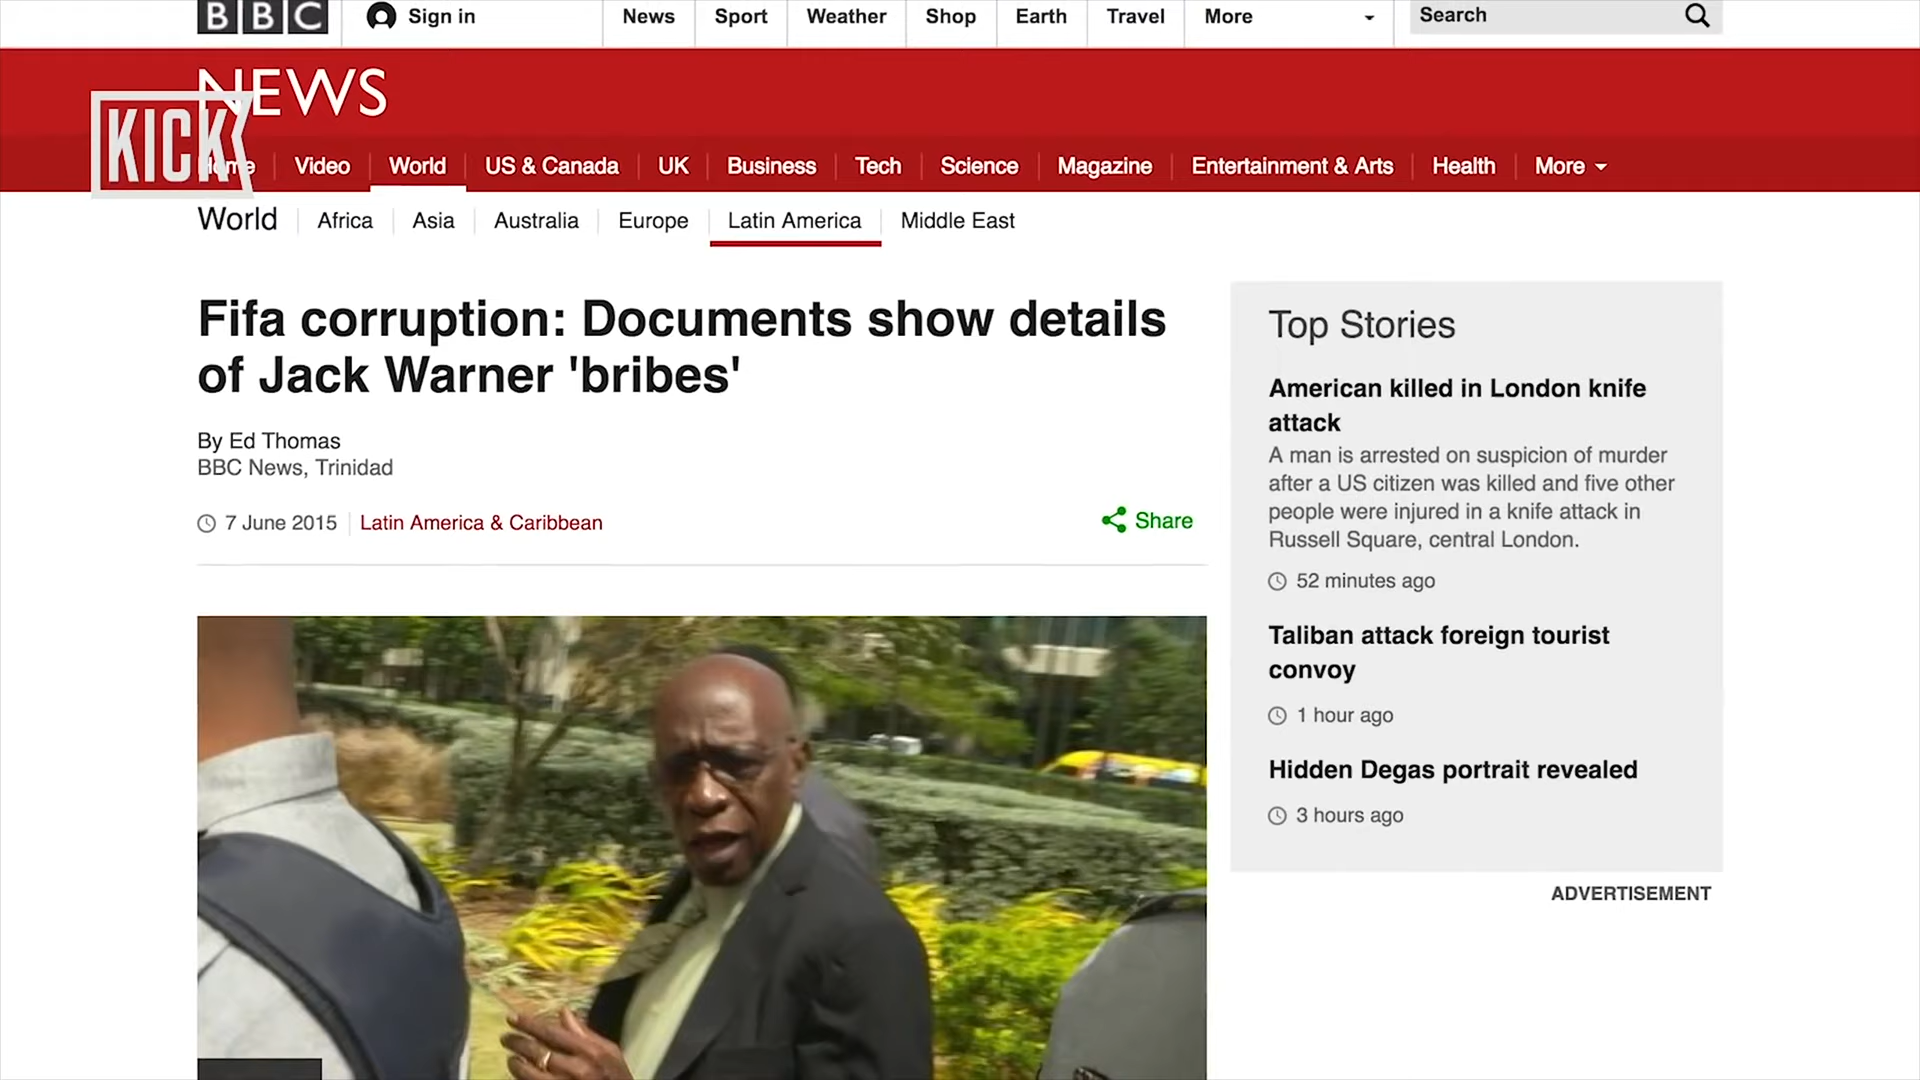 BBC
Sign in
News
Sport
Weather
Shop
Earth
Travel
More
Search
NEWS
KICK
Home
Video
World
US & Canada
UK
Business
Tech
Science
Magazine
Entertainment & Arts
Health
More
World
Africa
Asia
Australia
Europe
Latin America
Middle East
Fifa corruption: Documents show details
of Jack Warner 'bribes'
By Ed Thomas
BBC News, Trinidad
7 June 2015
Latin America & Caribbean
Share
Top Stories
American killed in London knife
attack
A man is arrested on suspicion of murder
after a US citizen was killed and five other
people were injured in a knife attack in
Russell Square, central London.
52 minutes ago
Taliban attack foreign tourist
convoy
1 hour ago
Hidden Degas portrait revealed
3 hours ago
ADVERTISEMENT